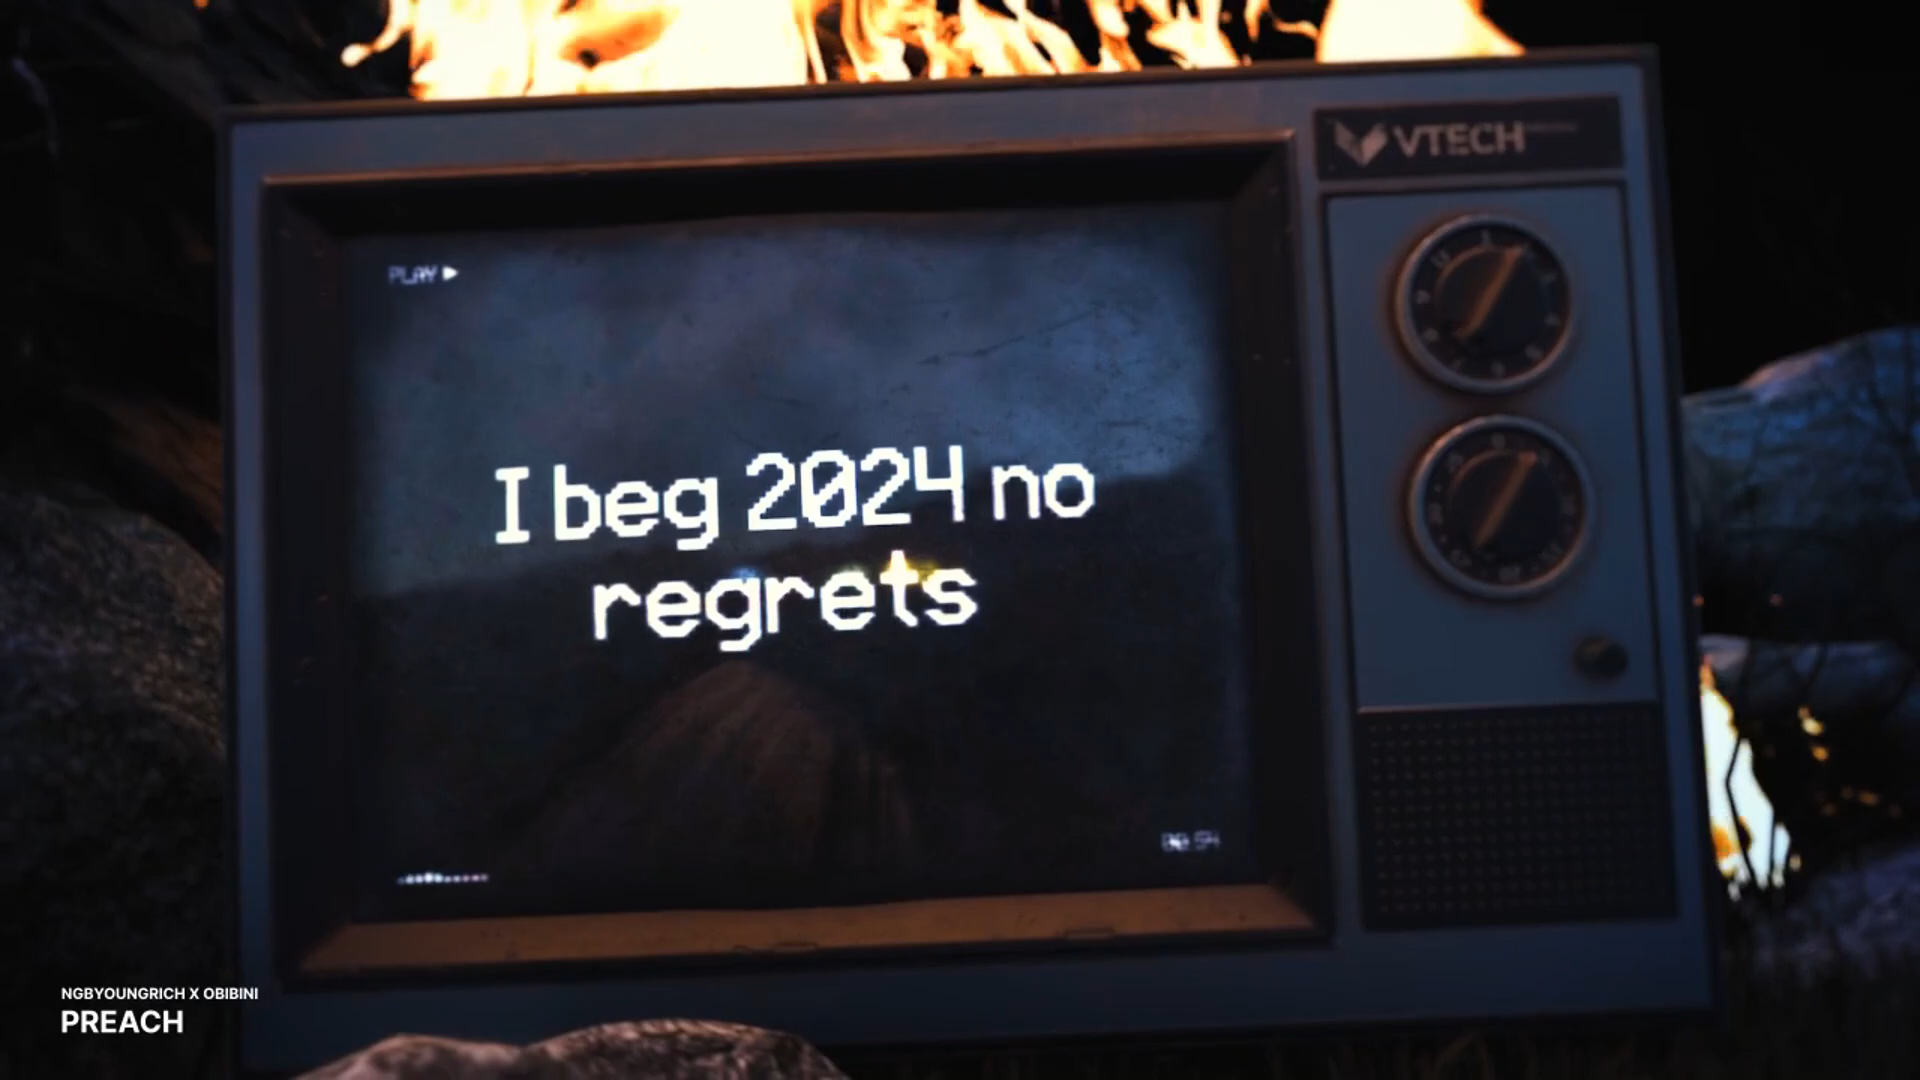 VTECH
PLAY
I beg 2024 no
regrets
NGBYOUNGRICH X OBIBINI
PREACH